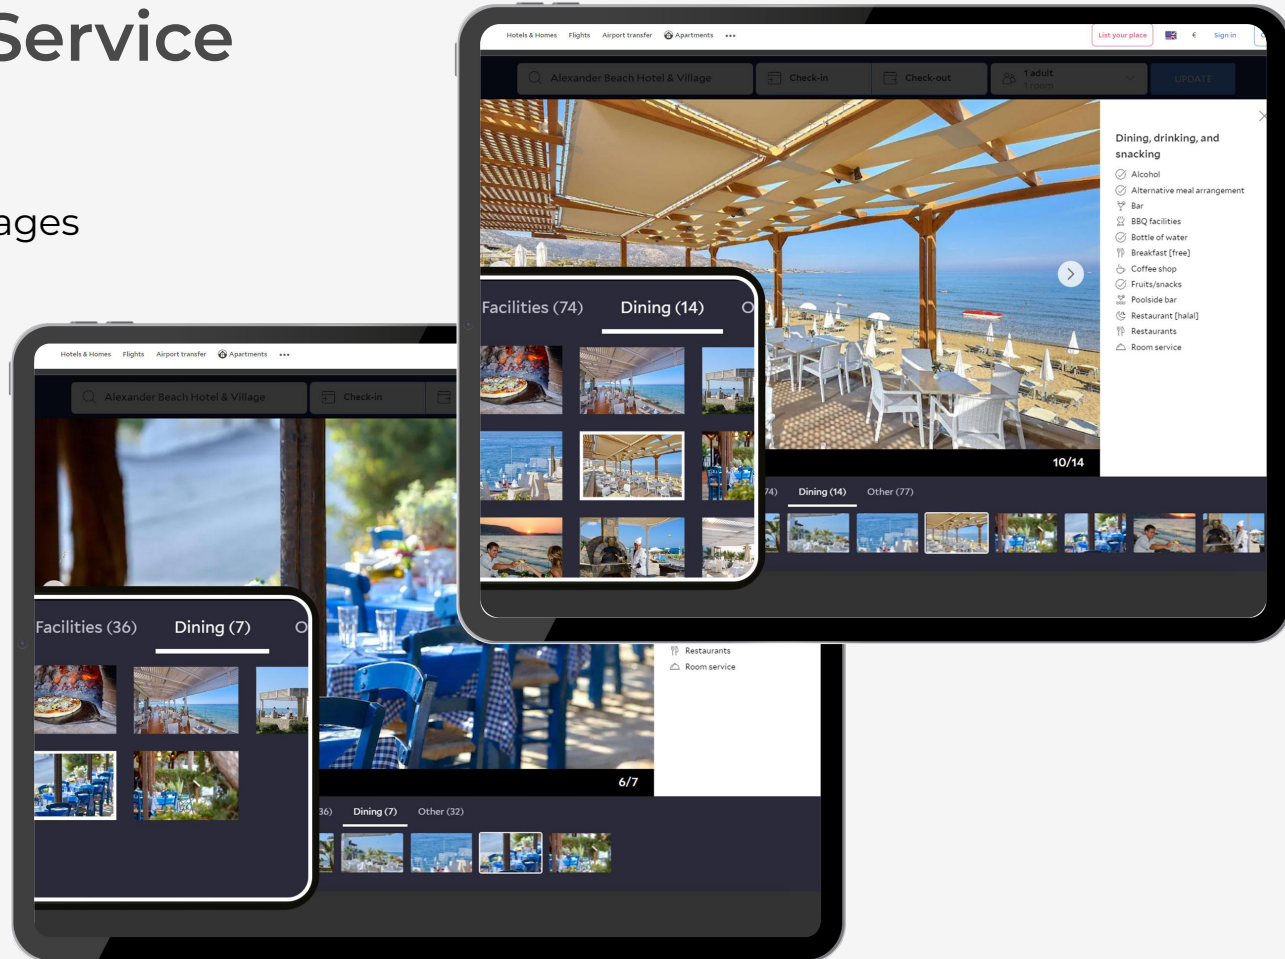 Service
ages
Hotels & Homes Flights Airport transfer Apartments •••
List your place € Sign in
Alexander Beach Hotel & Village Check-in Check-out 1 adult UPDATE
1 room
Dining, drinking, and
snacking
Alcohol
Alternative meal arrangement
Bar
BBQ facilities
Bottle of water
Breakfast [free]
Coffee shop
Fruits/snacks
Poolside bar
Restaurant [halal]
Restaurants
Room service
10/14
Facilities (74) Dining (14) O
74) Dining (14) Other (77)
Hotels & Homes Flights Airport transfer Apartments •••
Alexander Beach Hotel & Village Check-in
Restaurants
Room service
6/7
Facilities (36) Dining (7) O
36) Dining (7) Other (32)